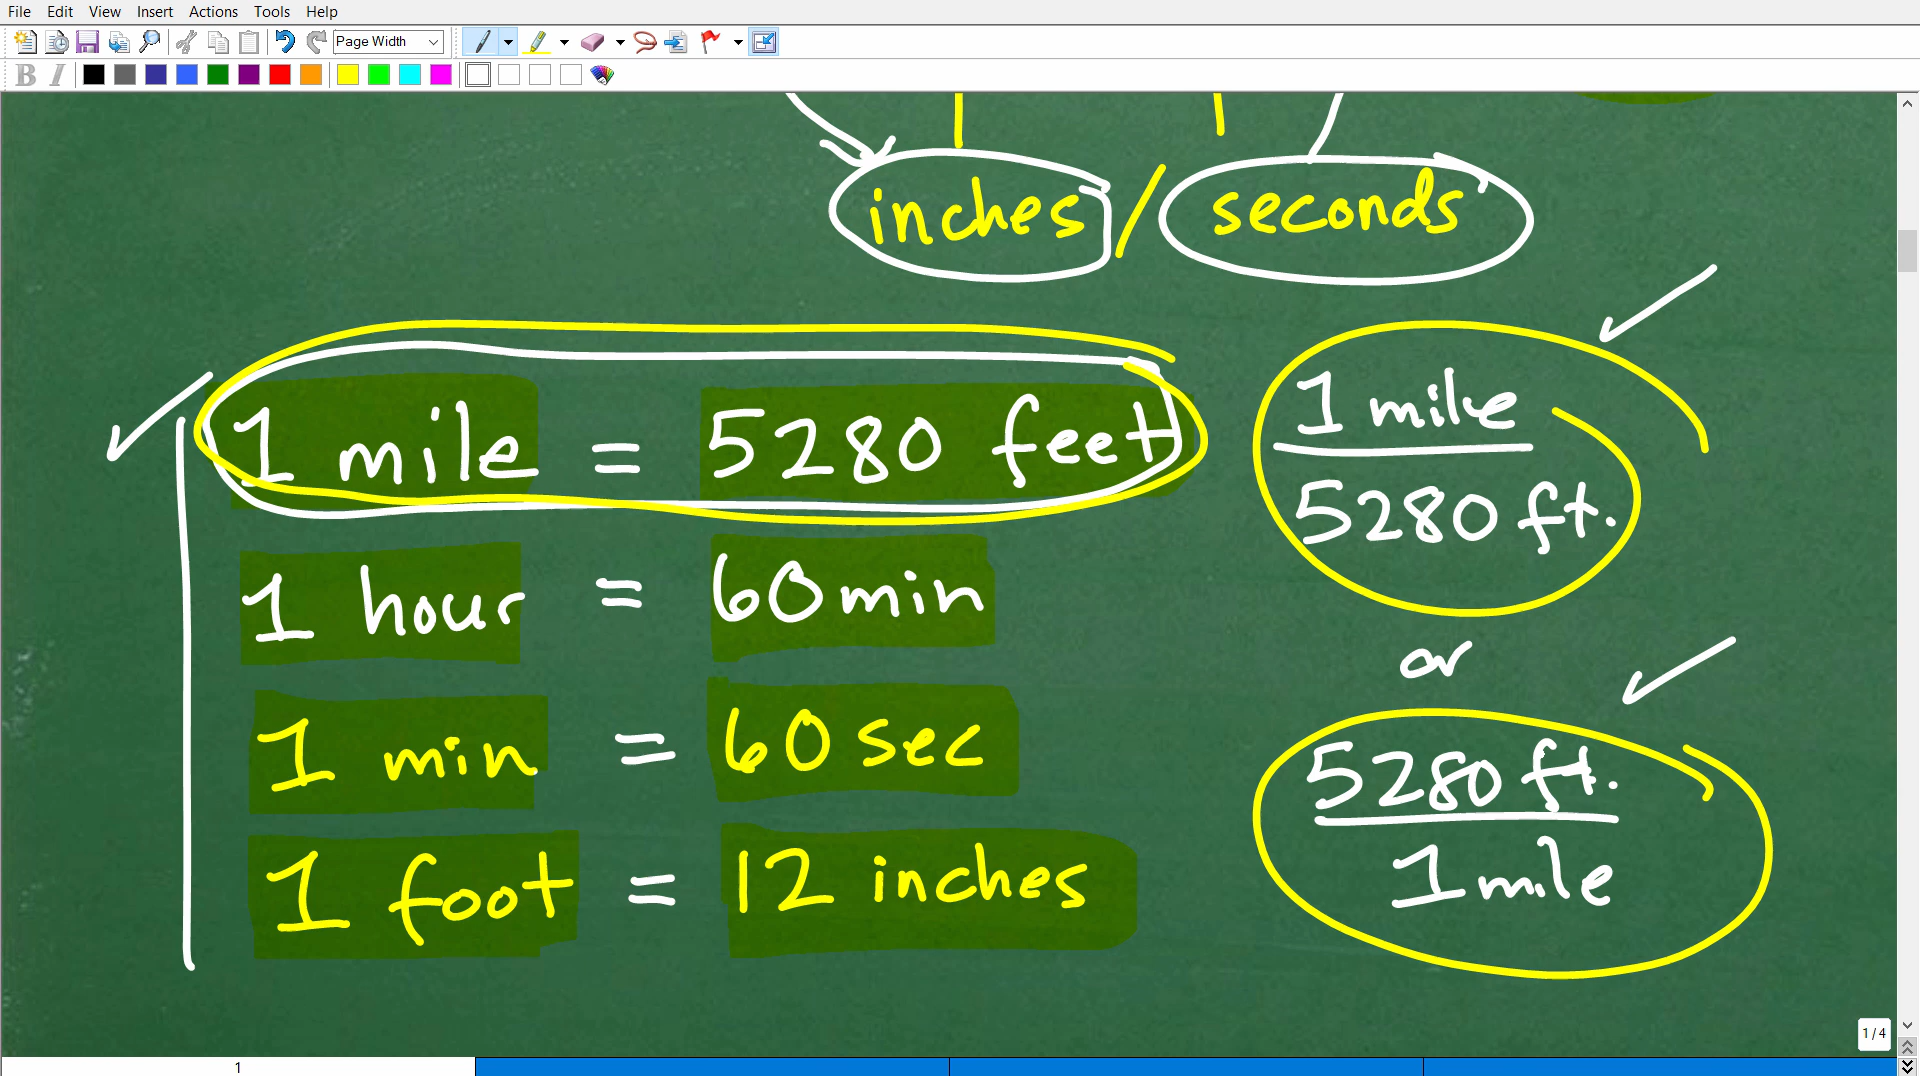 File Edit View Insert Actions Tools Help
Page Width
B I
inches / seconds
1 mile = 5280 feet
1 hour = 60 min
1 min = 60 sec
1 foot = 12 inches
1 mile
5280 ft.
or
5280 ft.
1 mile
1 / 4
1